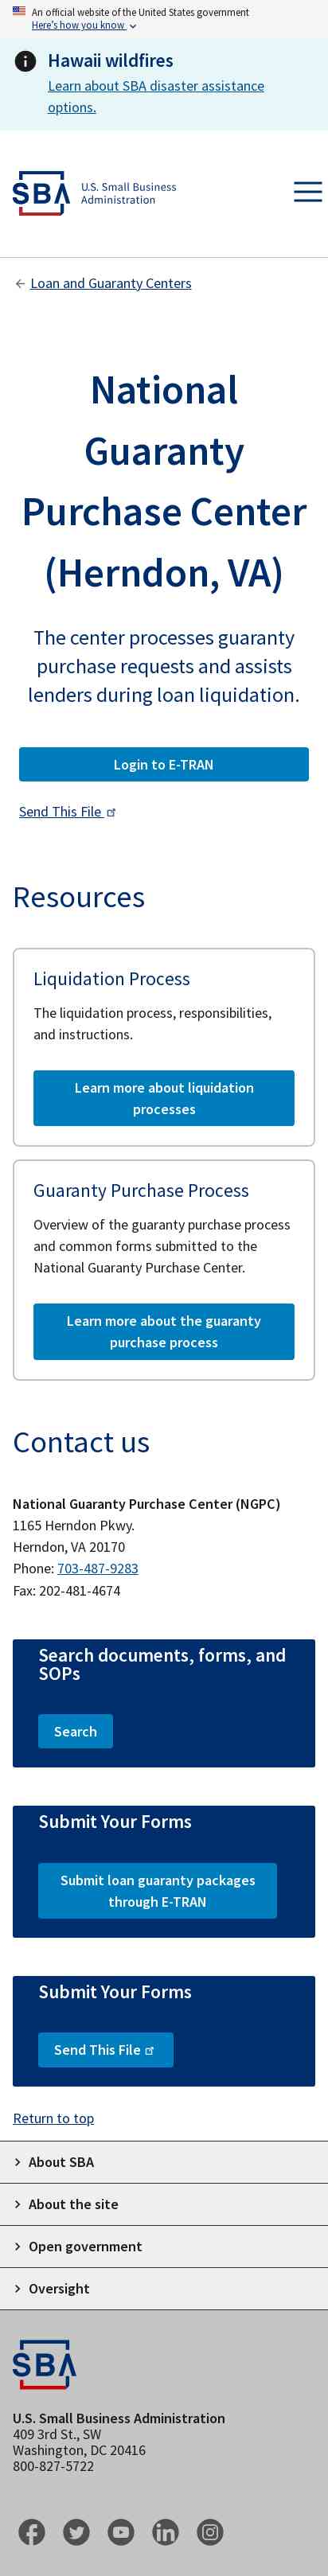 An official website of the United States government
Here's how you know
Hawaii wildfires
Learn about SBA disaster assistance
options.
SBA
U.S. Small Business
Administration
Loan and Guaranty Centers
National
Guaranty
Purchase Center
(Herndon, VA)
The center processes guaranty
purchase requests and assists
lenders during loan liquidation.
Login to E-TRAN
Send This File
Resources
Liquidation Process
The liquidation process, responsibilities,
and instructions.
Learn more about liquidation
processes
Guaranty Purchase Process
Overview of the guaranty purchase process
and common forms submitted to the
National Guaranty Purchase Center.
Learn more about the guaranty
purchase process
Contact us
National Guaranty Purchase Center (NGPC)
1165 Herndon Pkwy.
Herndon, VA 20170
Phone: 703-487-9283
Fax: 202-481-4674
Search documents, forms, and
SOPs
Search
Submit Your Forms
Submit loan guaranty packages
through E-TRAN
Submit Your Forms
Send This File
Return to top
About SBA
About the site
Open government
Oversight
SBA
U.S. Small Business Administration
409 3rd St., SW
Washington, DC 20416
800-827-5722